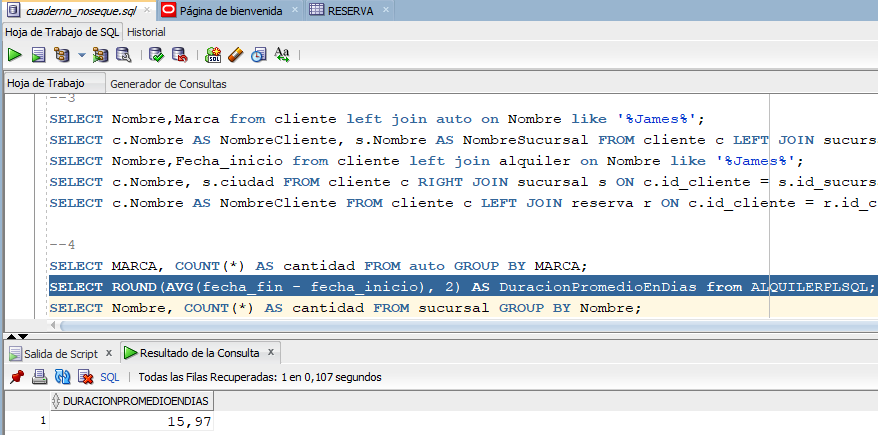 cuaderno_noseque.sql Página de bienvenida RESERVA
Hoja de Trabajo de SQL Historial
Hoja de Trabajo Generador de Consultas
--3
SELECT Nombre,Marca from cliente left join auto on Nombre like '%James%';
SELECT c.Nombre AS NombreCliente, s.Nombre AS NombreSucursal FROM cliente c LEFT JOIN sucurs
SELECT Nombre,Fecha_inicio from cliente left join alquiler on Nombre like '%James%';
SELECT c.Nombre, s.ciudad FROM cliente c RIGHT JOIN sucursal s ON c.id_cliente = s.id_sucurs
SELECT c.Nombre AS NombreCliente FROM cliente c LEFT JOIN reserva r ON c.id_cliente = r.id_c
--4
SELECT MARCA, COUNT(*) AS cantidad FROM auto GROUP BY MARCA;
SELECT ROUND(AVG(fecha_fin - fecha_inicio), 2) AS DuracionPromedioEnDias from ALQUILERPLSQL;
SELECT Nombre, COUNT(*) AS cantidad FROM sucursal GROUP BY Nombre;
Salida de Script x Resultado de la Consulta x
SQL | Todas las Filas Recuperadas: 1 en 0,107 segundos
DURACIONPROMEDIOENDIAS
1 15,97